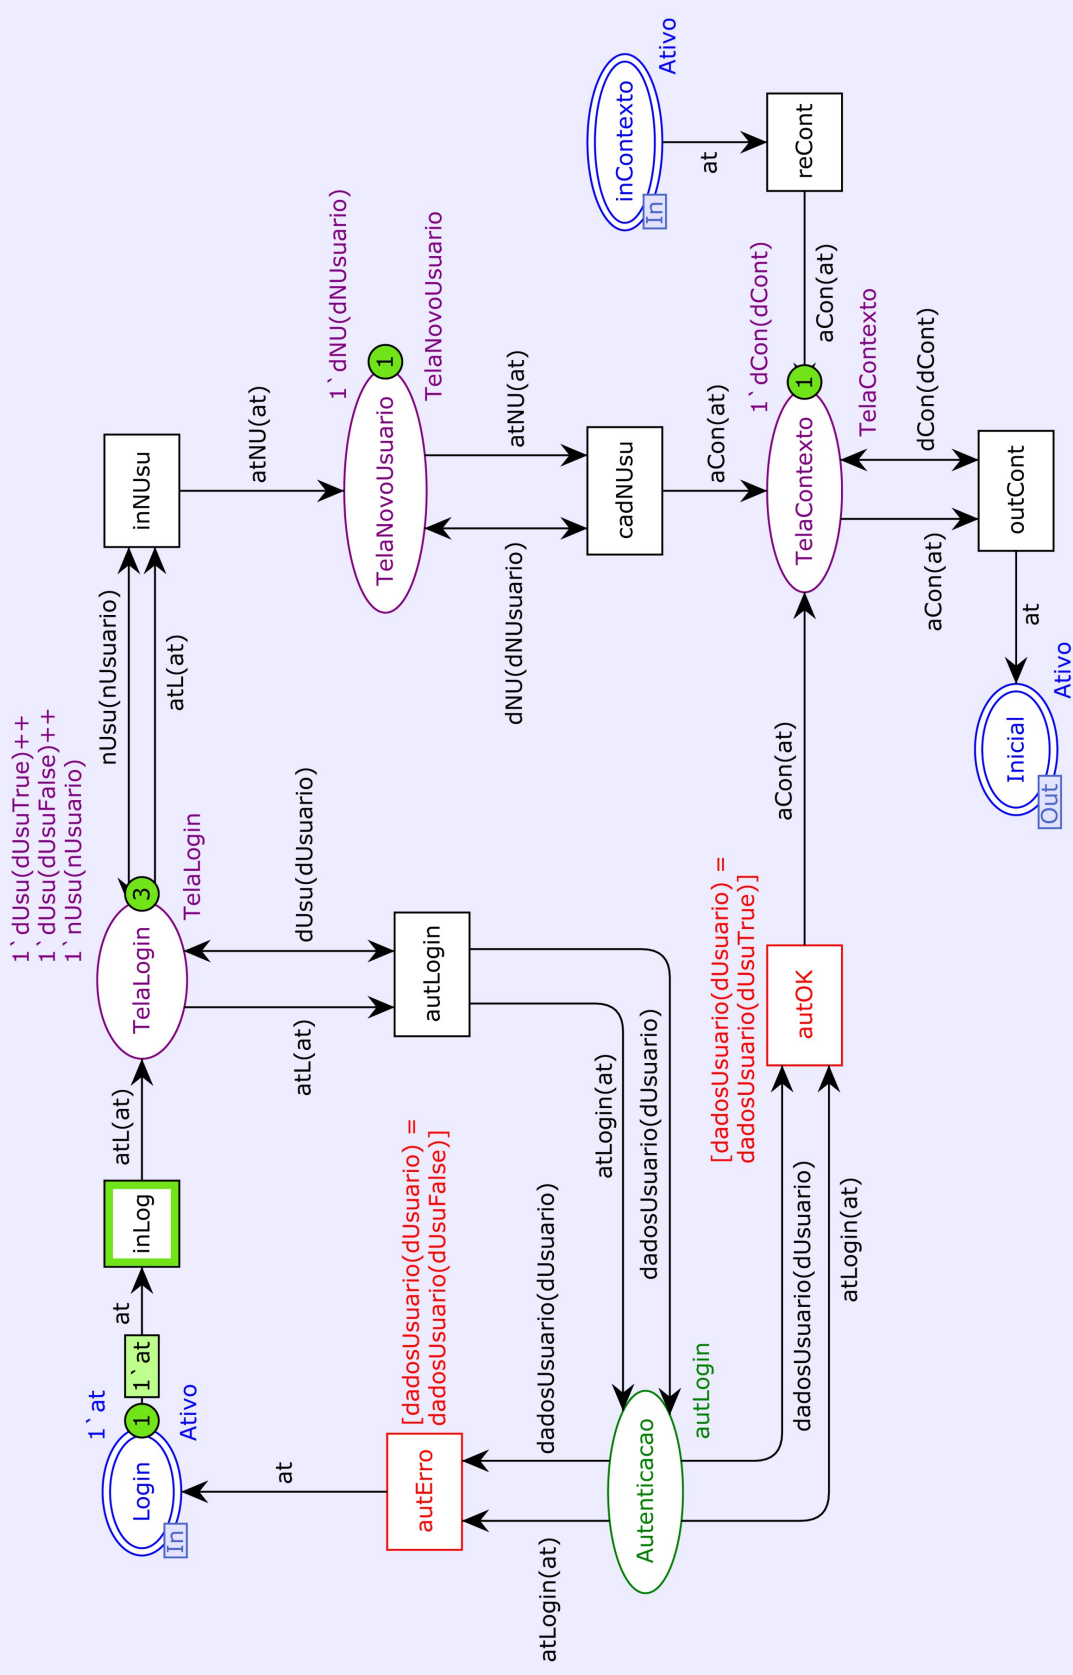 1`dUsu(dUsuTrue)++
1`dUsu(dUsuFalse)++
1`nUsu(nUsuario)
1`at
Login
In
Ativo
1
1`at
at
inLog
atL(at)
TelaLogin
3
TelaLogin
nUsu(nUsuario)
atL(at)
inNUsu
at
atL(at)
dUsu(dUsuario)
atNU(at)
1`dNU(dNUsuario)
TelaNovoUsuario
1
TelaNovoUsuario
autErro
[dadosUsuario(dUsuario) =
dadosUsuario(dUsuFalse)]
autLogin
dNU(dNUsuario)
atNU(at)
atLogin(at)
dadosUsuario(dUsuario)
atLogin(at)
dadosUsuario(dUsuario)
cadNUsu
inContexto
In
Ativo
Autenticacao
autLogin
aCon(at)
at
[dadosUsuario(dUsuario) =
dadosUsuario(dUsuTrue)]
1`dCon(dCont)
autOK
aCon(at)
TelaContexto
1
TelaContexto
aCon(at)
reCont
dadosUsuario(dUsuario)
atLogin(at)
aCon(at)
dCon(dCont)
Inicial
Out
Ativo
at
outCont